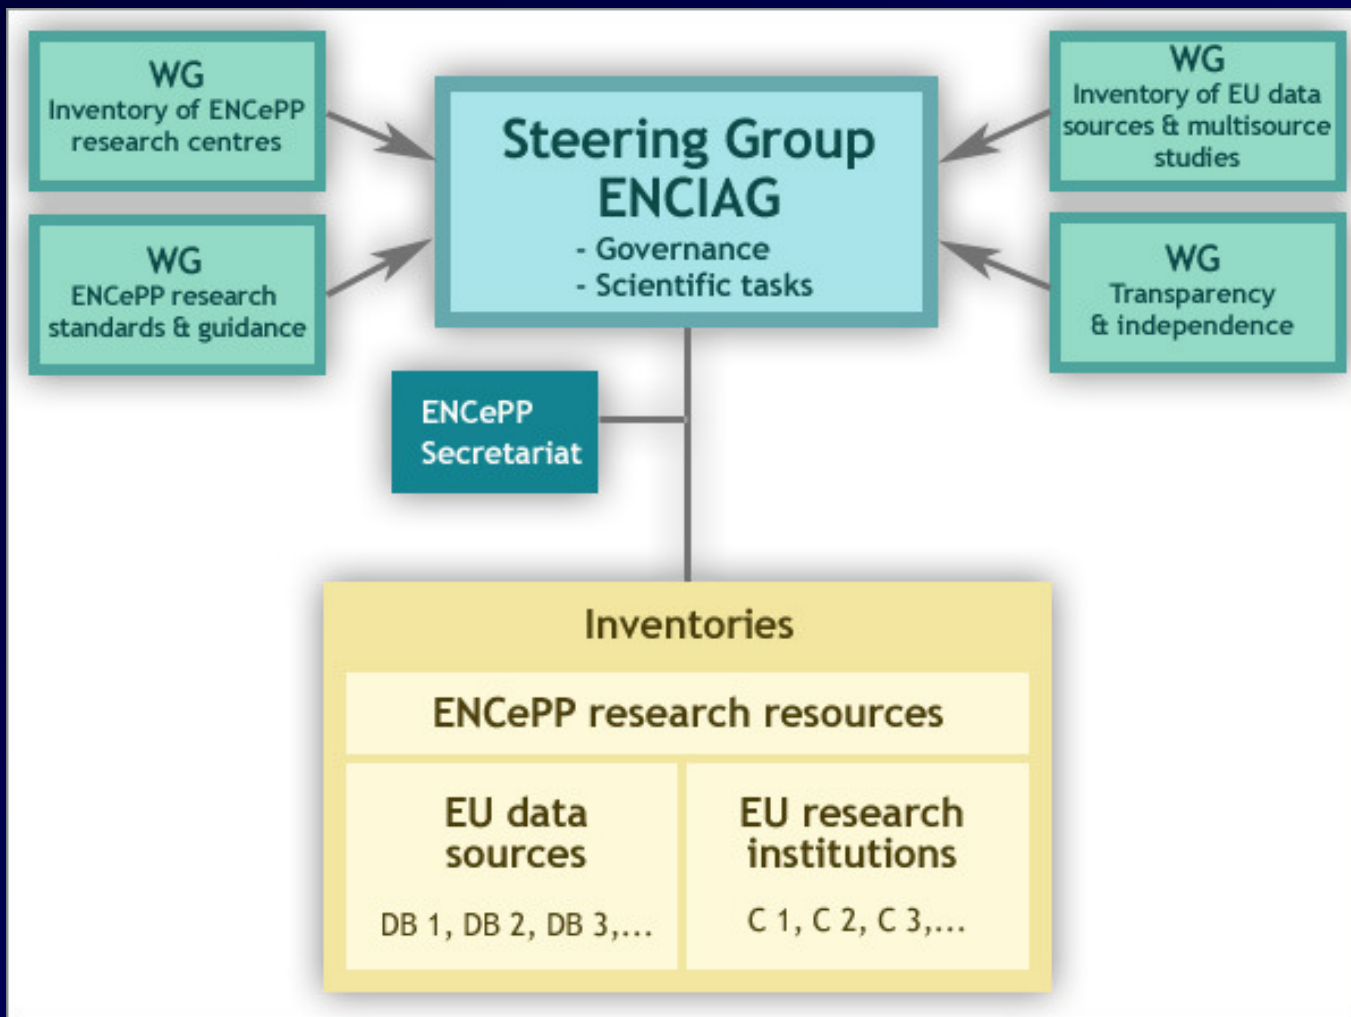 WG
Inventory of ENCePP
research centres
WG
ENCePP research
standards & guidance
Steering Group
ENCIAG
- Governance
- Scientific tasks
WG
Inventory of EU data
sources & multisource
studies
WG
Transparency
& independence
ENCePP
Secretariat
Inventories
ENCePP research resources
EU data
sources
DB 1, DB 2, DB 3,...
EU research
institutions
C 1, C 2, C 3,...